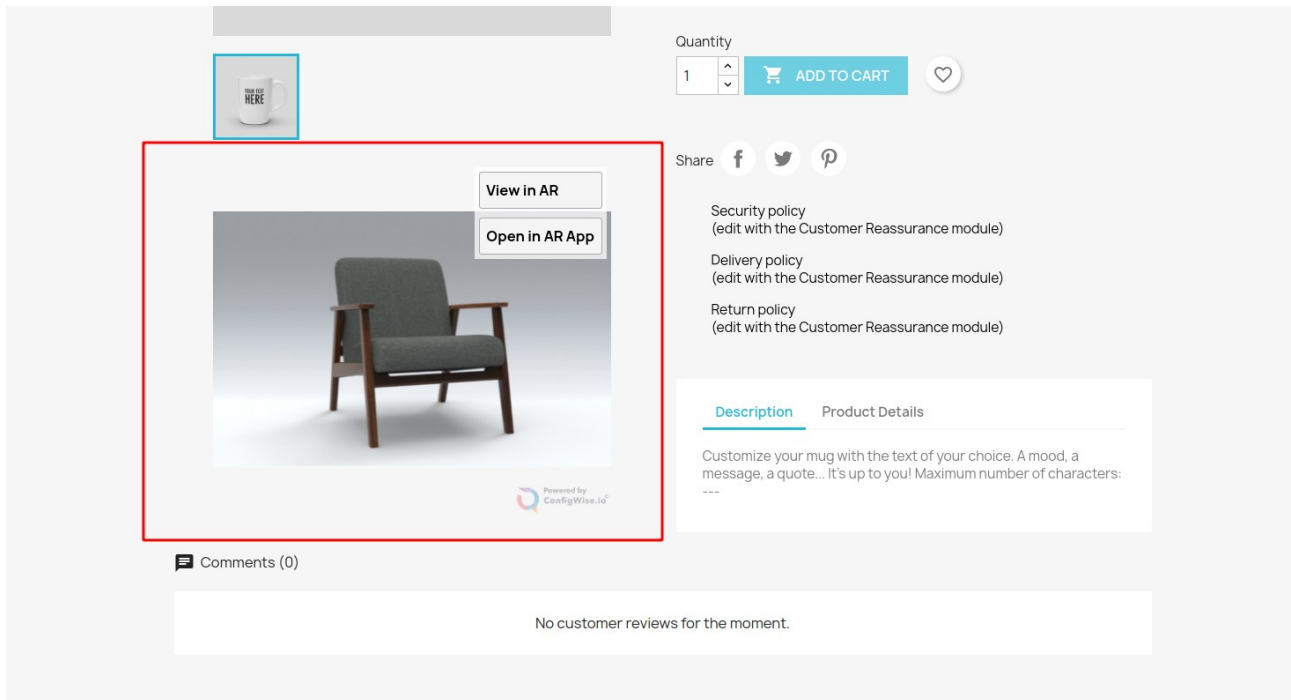 Quantity
1
ADD TO CART
YOUR TEXT
HERE
Share
View in AR
Open in AR App
Security policy
(edit with the Customer Reassurance module)
Delivery policy
(edit with the Customer Reassurance module)
Return policy
(edit with the Customer Reassurance module)
Description Product Details
Customize your mug with the text of your choice. A mood, a
message, a quote... It's up to you! Maximum number of characters:
---
Powered by
ConfigWise.io
Comments (0)
No customer reviews for the moment.